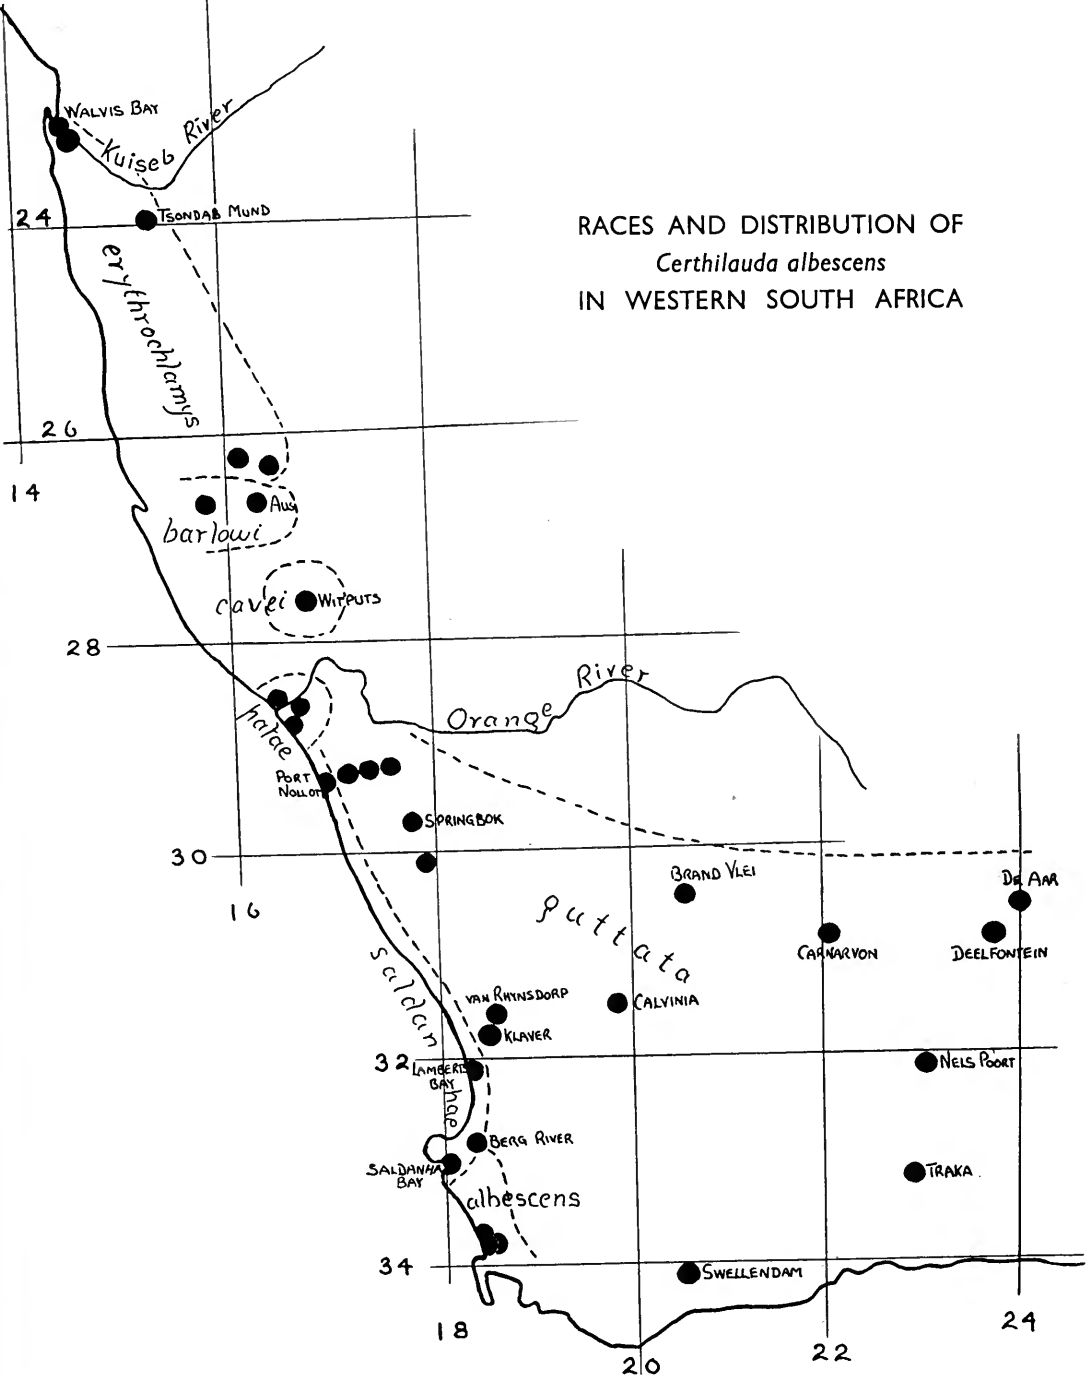 WALVIS BAY
Kuiseb River
24
TSONDAB MUND
RACES AND DISTRIBUTION OF
Certhilauda albescens
IN WESTERN SOUTH AFRICA
erythrochlamys
26
14
AUS
barlowi
cavei
WITPUTS
28
Orange River
patae
PORT
NOLLOTH
SPRINGBOK
30
16
BRAND VLEI
DE AAR
guttata
CARNARVON
DEELFONTEIN
saldanhae
VAN RHYNSDORP
CALVINIA
KLAVER
32
LAMBERTS
BAY
NELS POORT
BERG RIVER
SALDANHA
BAY
TRAKA
albescens
34
SWELLENDAM
18
20
22
24